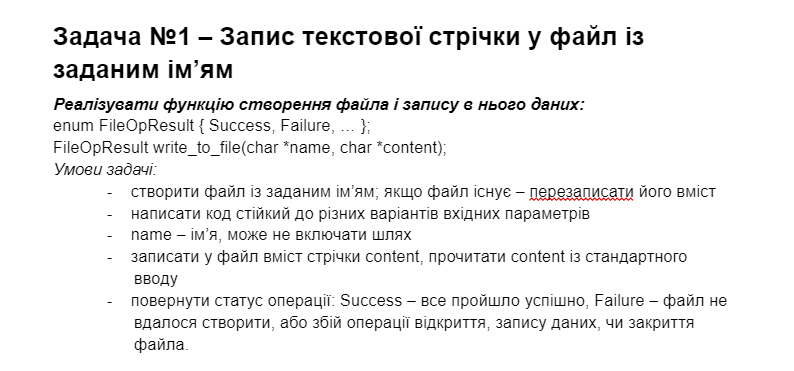 Задача №1 – Запис текстової стрічки у файл із
заданим ім’ям
Реалізувати функцію створення файла і запису в нього даних:
enum FileOpResult { Success, Failure, … };
FileOpResult write_to_file(char *name, char *content);
Умови задачі:
- створити файл із заданим ім’ям; якщо файл існує – перезаписати його вміст
- написати код стійкий до різних варіантів вхідних параметрів
- name – ім’я, може не включати шлях
- записати у файл вміст стрічки content, прочитати content із стандартного
вводу
- повернути статус операції: Success – все пройшло успішно, Failure – файл не
вдалося створити, або збій операції відкриття, запису даних, чи закриття
файла.